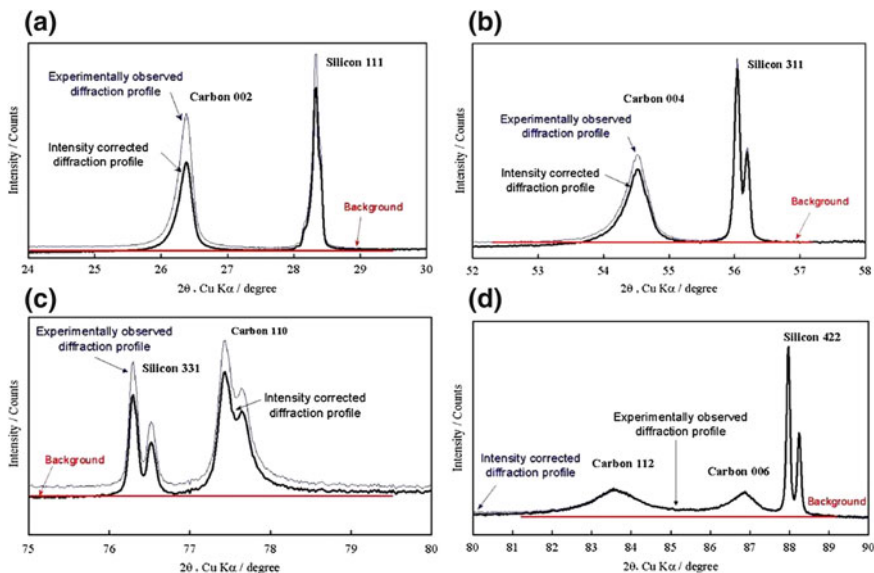 (a)
Experimentally observed
diffraction profile
Carbon 002
Silicon 111
Intensity corrected
diffraction profile
Background
Intensity / Counts
24 25 26 27 28 29 30
2θ , Cu Kα / degree
(b)
Silicon 311
Carbon 004
Experimentally observed
diffraction profile
Intensity corrected
diffraction profile
Background
Intensity / Counts
52 53 54 55 56 57 58
2θ , Cu Kα / degree
(c)
Experimentally observed
diffraction profile
Carbon 110
Silicon 331
Intensity corrected
diffraction profile
Background
Intensity / Counts
75 76 77 78 79 80
2θ , Cu Kα / degree
(d)
Silicon 422
Experimentally observed
diffraction profile
Intensity corrected
diffraction profile
Carbon 112
Carbon 006
Background
Intensity / Counts
80 81 82 83 84 85 86 87 88 89 90
2θ , Cu Kα / degree